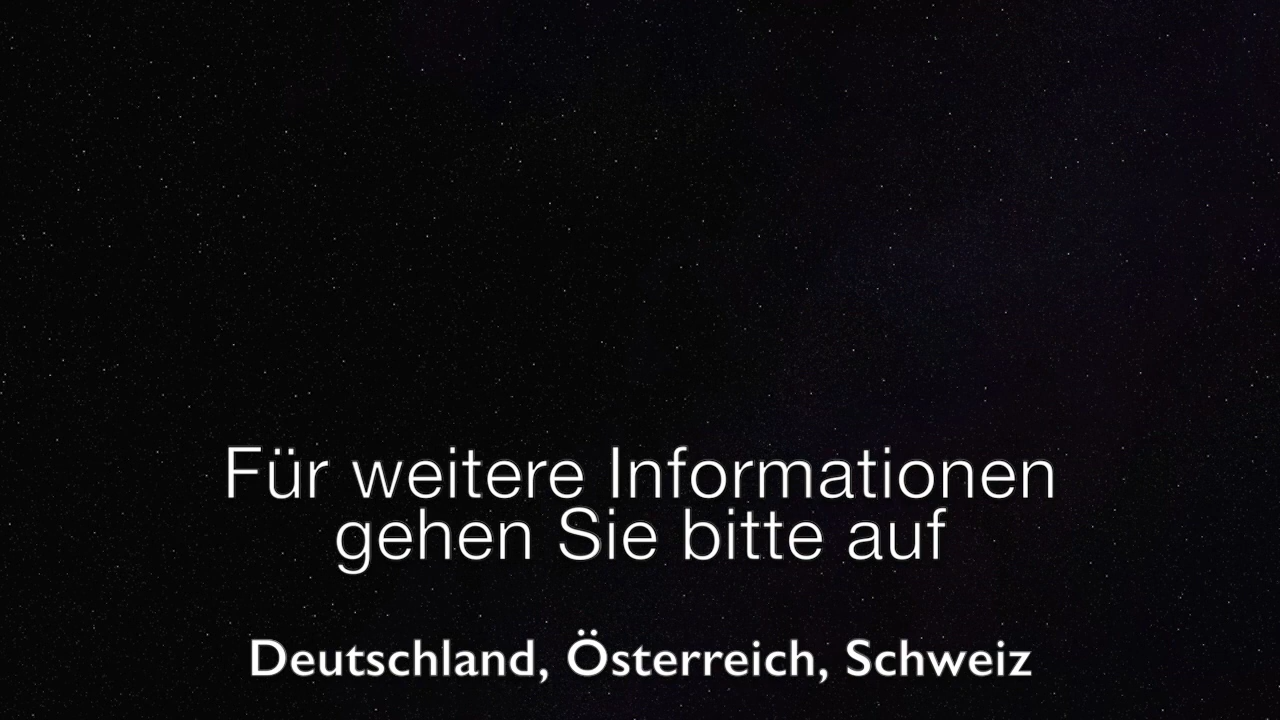 Für weitere Informationen
gehen Sie bitte auf
Deutschland, Österreich, Schweiz